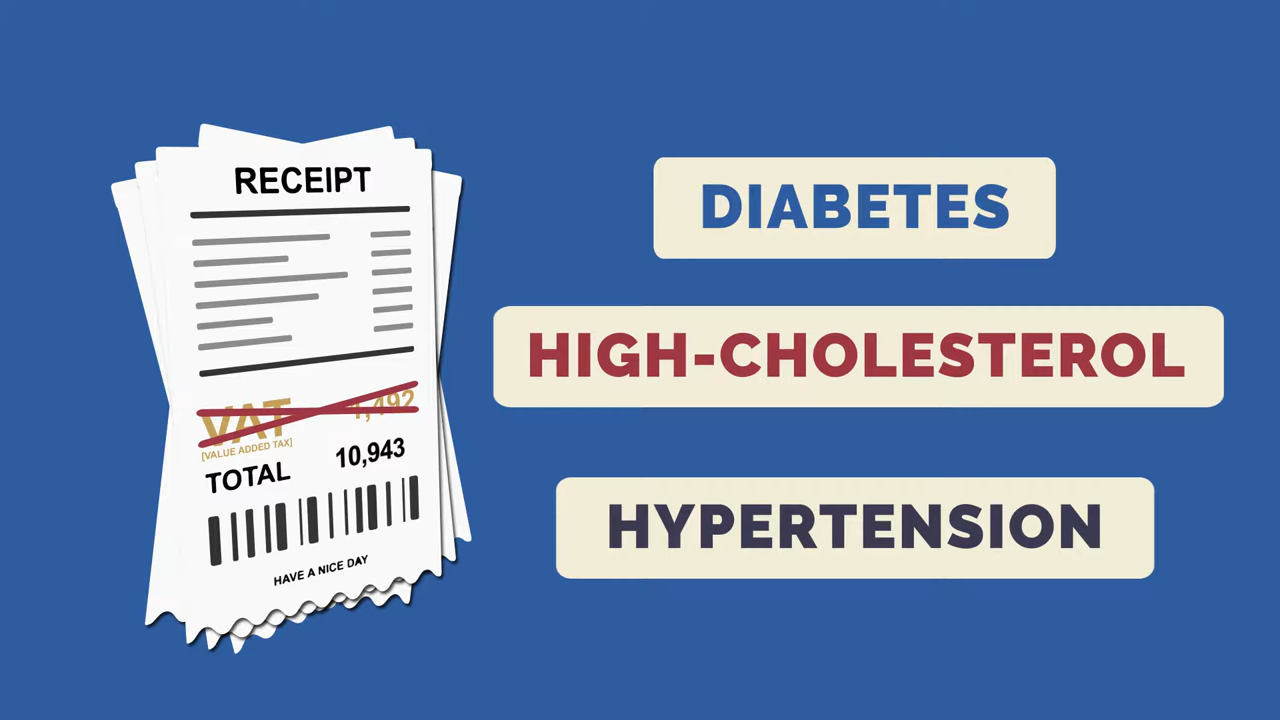 RECEIPT
VAT 1,492
[VALUE ADDED TAX]
TOTAL 10,943
HAVE A NICE DAY
DIABETES
HIGH-CHOLESTEROL
HYPERTENSION